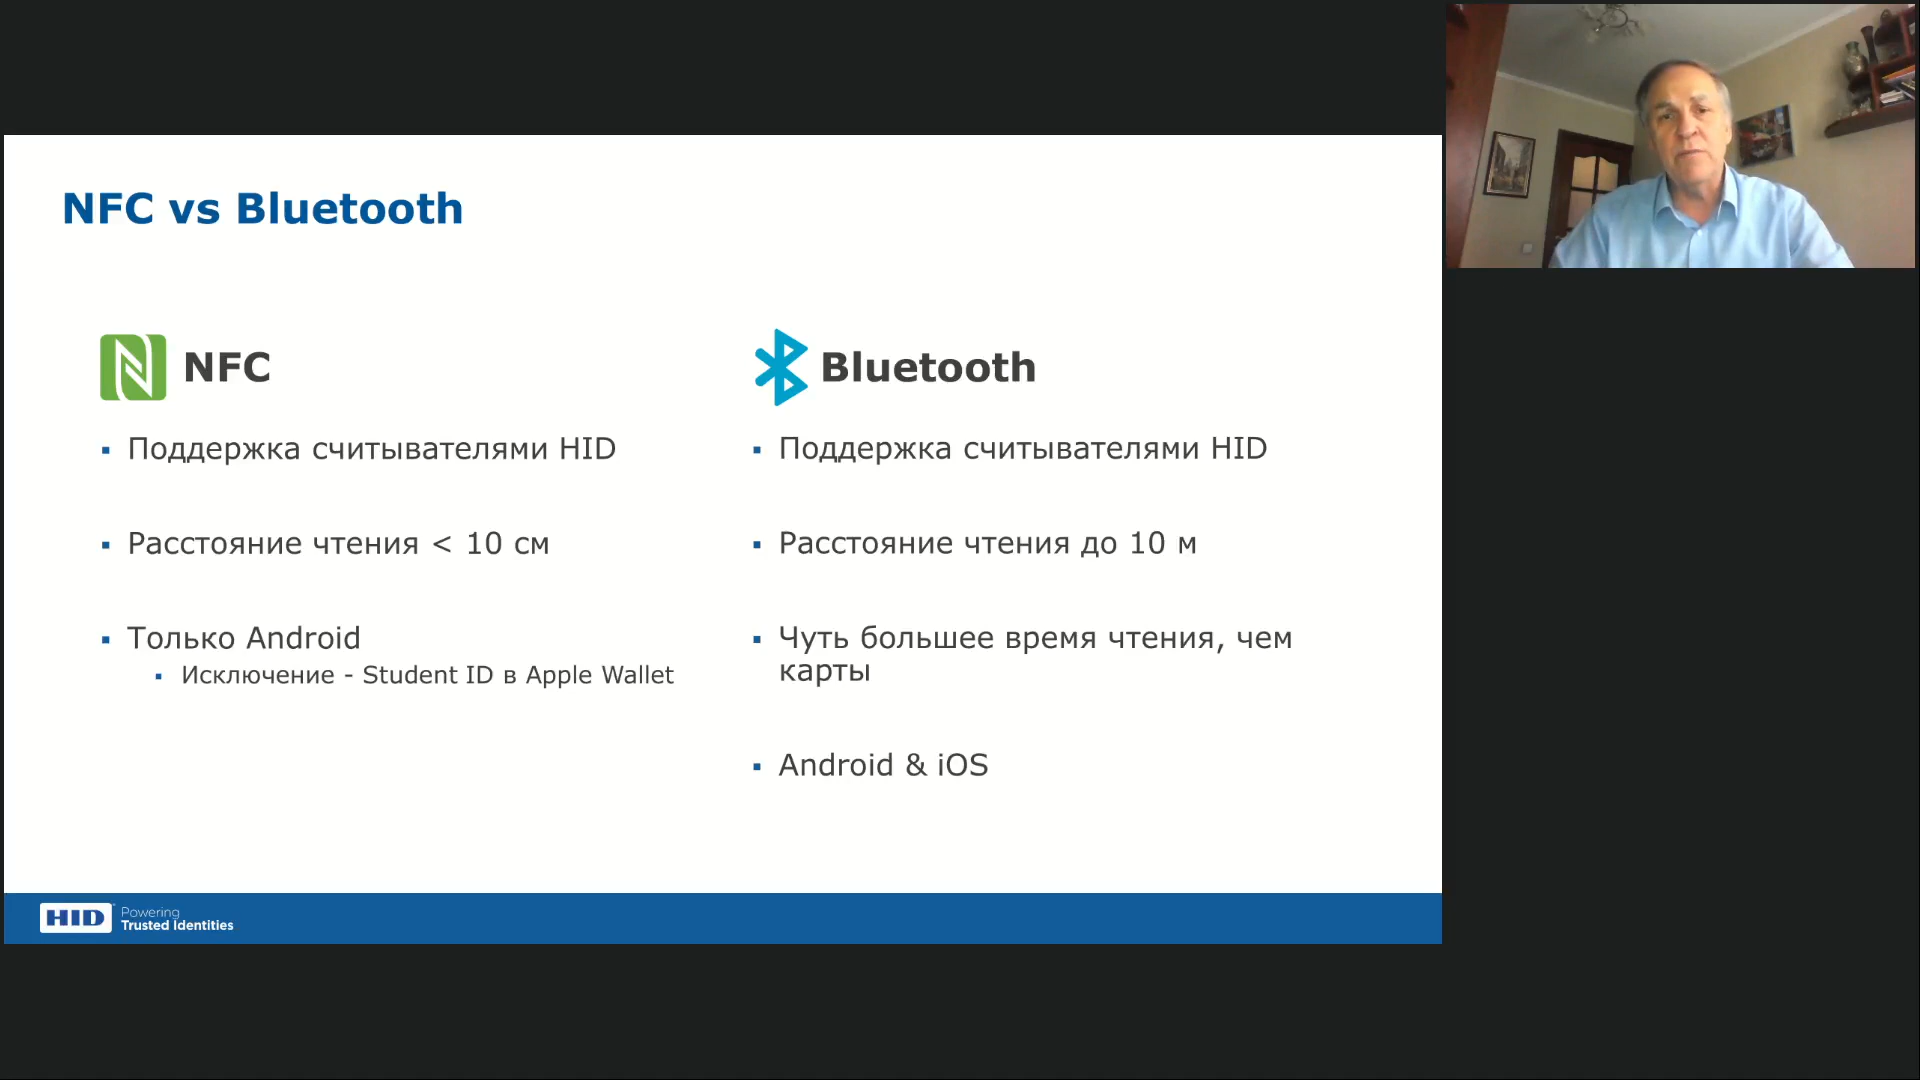 NFC vs Bluetooth
NFC
▪ Поддержка считывателями HID
▪ Расстояние чтения < 10 см
▪ Только Android
▪ Исключение - Student ID в Apple Wallet
Bluetooth
▪ Поддержка считывателями HID
▪ Расстояние чтения до 10 м
▪ Чуть большее время чтения, чем
карты
▪ Android & iOS
HID
Powering
Trusted Identities